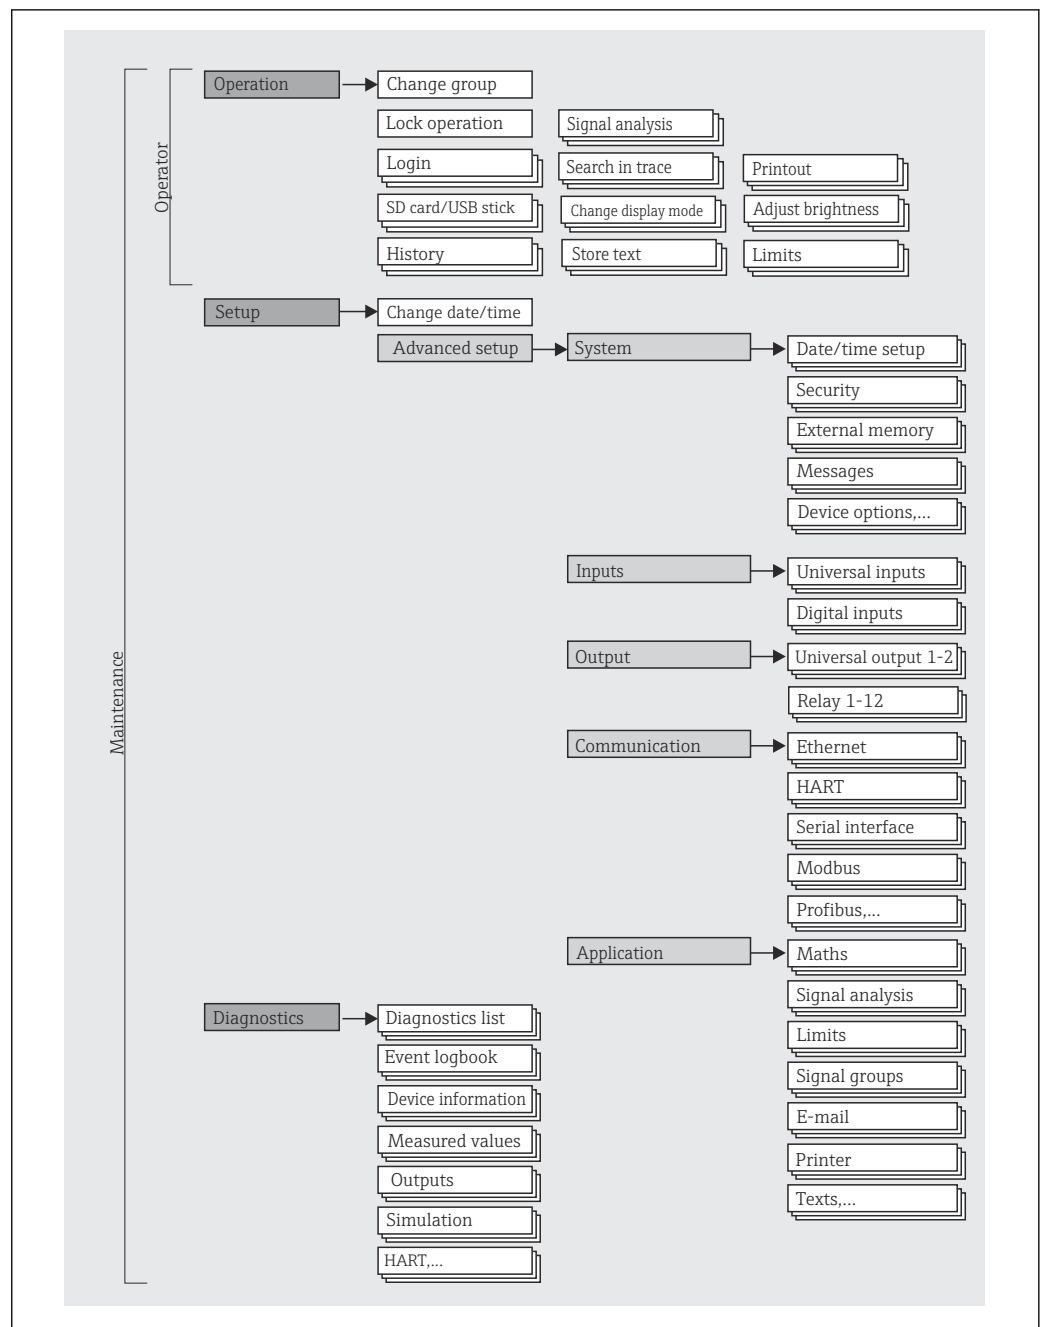 Operation
Change group
Lock operation
Signal analysis
Login
Search in trace
Printout
SD card/USB stick
Change display mode
Adjust brightness
History
Store text
Limits
Operator
Setup
Change date/time
Advanced setup
System
Date/time setup
Security
External memory
Messages
Device options,...
Inputs
Universal inputs
Digital inputs
Output
Universal output 1-2
Relay 1-12
Communication
Ethernet
HART
Serial interface
Modbus
Profibus,...
Application
Maths
Signal analysis
Limits
Signal groups
E-mail
Printer
Texts,...
Maintenance
Diagnostics
Diagnostics list
Event logbook
Device information
Measured values
Outputs
Simulation
HART,...